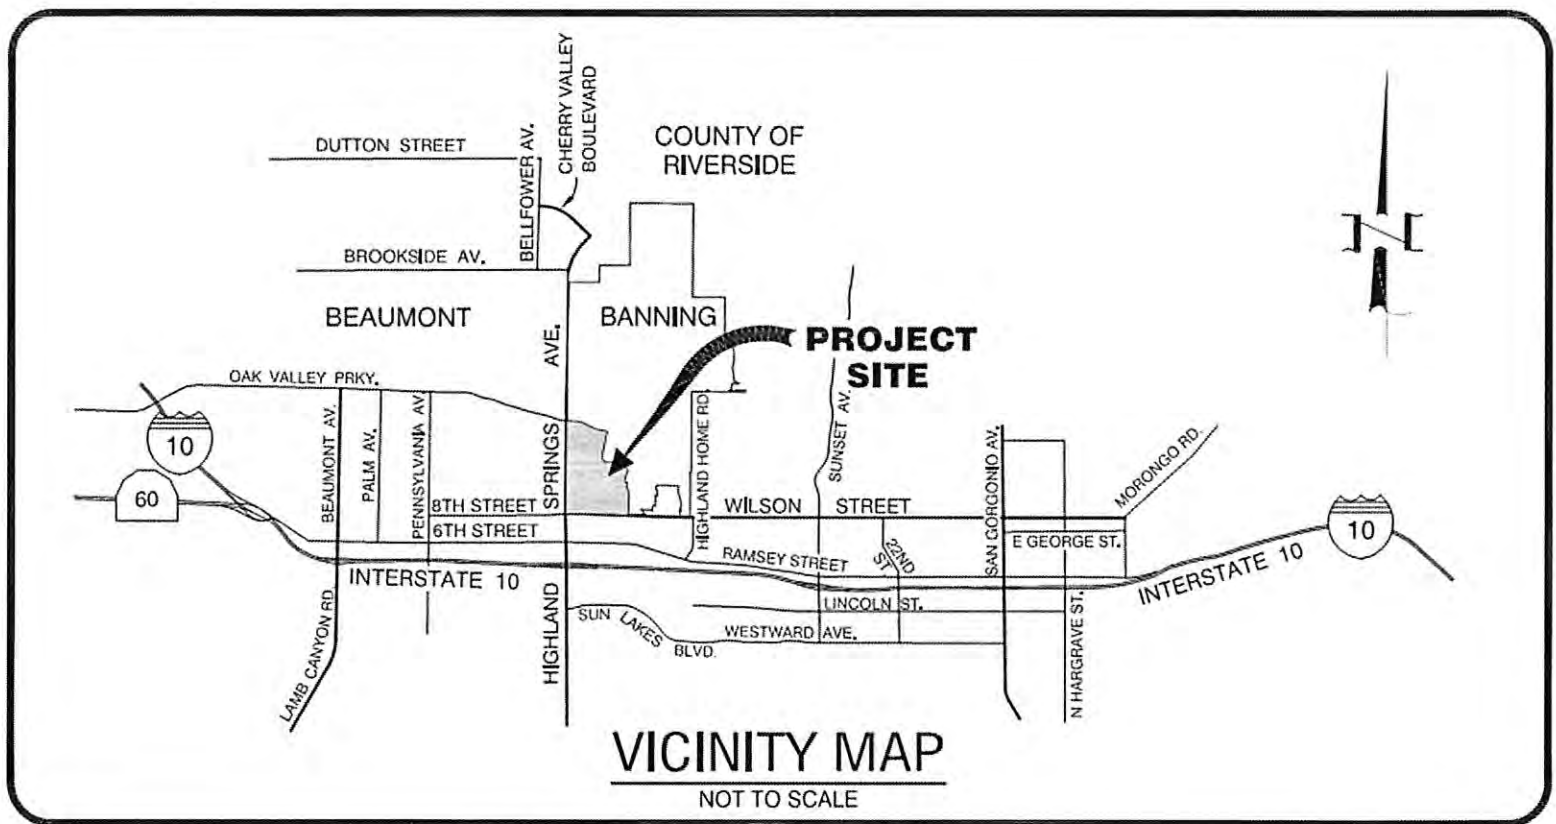 DUTTON STREET
BELLFOWER AV.
CHERRY VALLEY
BOULEVARD
COUNTY OF
RIVERSIDE
BROOKSIDE AV.
BEAUMONT
AVE.
BANNING
PROJECT
SITE
OAK VALLEY PRKY.
10
60
BEAUMONT AV.
PALM AV.
PENNSYLVANIA AV.
8TH STREET
6TH STREET
SPRINGS
HIGHLAND HOME RD.
WILSON STREET
SUNSET AV.
SAN GORGONIO AV.
MORONGO RD.
E GEORGE ST.
22ND
ST.
RAMSEY STREET
INTERSTATE 10
INTERSTATE 10
10
LINCOLN ST.
SUN LAKES
BLVD.
WESTWARD AVE.
HIGHLAND
LAMB CANYON RD.
N HARGRAVE ST.
N
VICINITY MAP
NOT TO SCALE